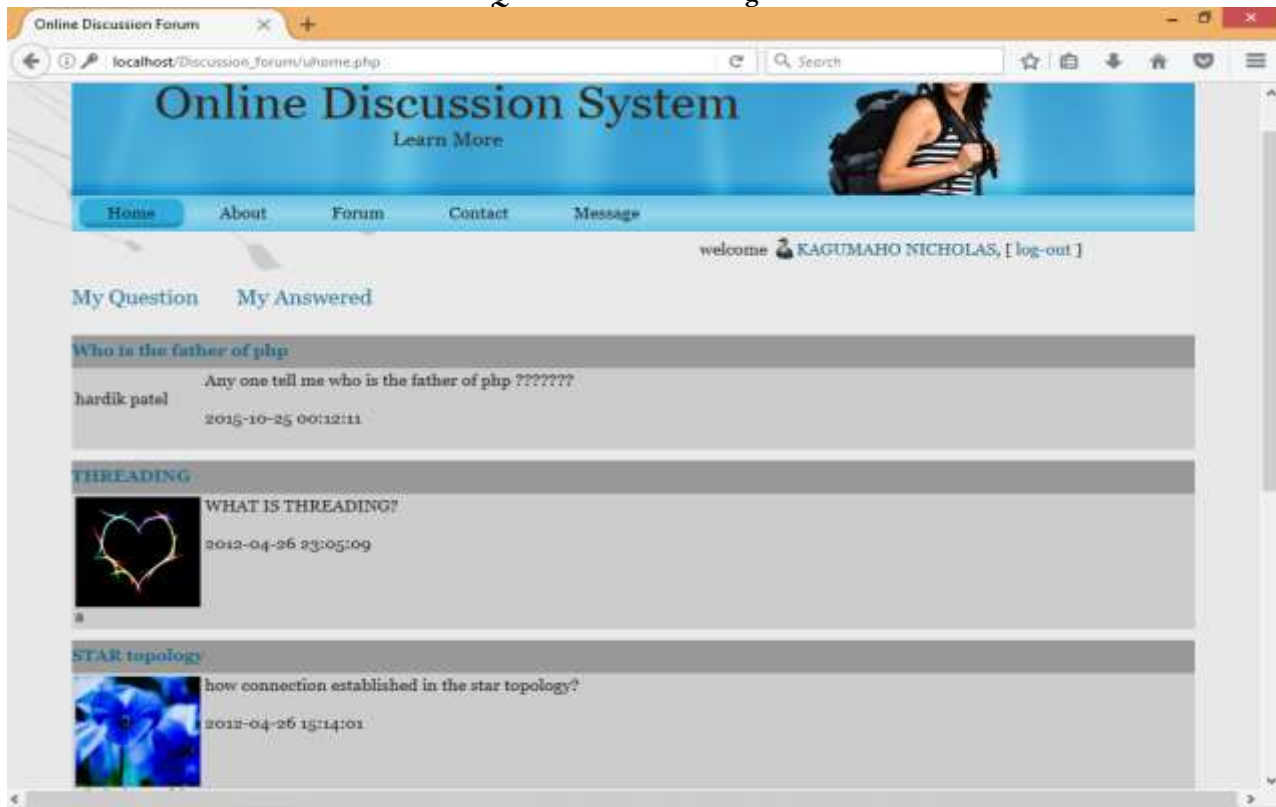 Online Discussion Forum
localhost/Discussion_forum/uhome.php
Search
Online Discussion System
Learn More
Home About Forum Contact Message
welcome KAGUMAHO NICHOLAS, [ log-out ]
My Question My Answered
Who is the father of php
Any one tell me who is the father of php ???????
hardik patel
2015-10-25 00:12:11
THREADING
WHAT IS THREADING?
2012-04-26 23:05:09
a
STAR topology
how connection established in the star topology?
2012-04-26 15:14:01